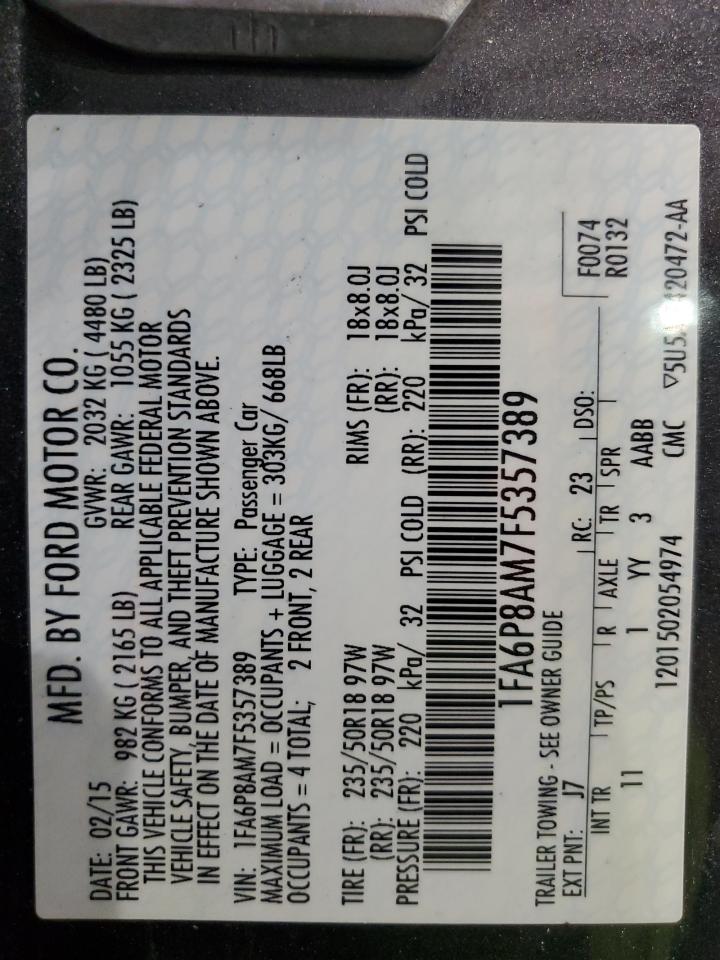 MFD. BY FORD MOTOR CO.
DATE: 02/15 GVWR: 2032 KG ( 4480 LB)
FRONT GAWR: 982 KG ( 2165 LB) REAR GAWR: 1055 KG ( 2325 LB)
THIS VEHICLE CONFORMS TO ALL APPLICABLE FEDERAL MOTOR
VEHICLE SAFETY, BUMPER, AND THEFT PREVENTION STANDARDS
IN EFFECT ON THE DATE OF MANUFACTURE SHOWN ABOVE.
VIN: 1FA6P8AM7F5357389 TYPE: Passenger Car
MAXIMUM LOAD = OCCUPANTS + LUGGAGE = 303KG/ 668LB
OCCUPANTS = 4 TOTAL; 2 FRONT, 2 REAR
TIRE (FR): 235/50R18 97W RIMS (FR): 18x8.0J
(RR): 235/50R18 97W (RR): 18x8.0J
PRESSURE (FR): 220 kPa/ 32 PSI COLD (RR): 220 kPa/ 32 PSI COLD
1FA6P8AM7F5357389
TRAILER TOWING - SEE OWNER GUIDE F0074
EXT PNT: J7 RC: 23 DSO: R0132
INT TR TP/PS R AXLE TR SPR
11 1 YY 3 AABB
1201502054974 CMC 420472-AA